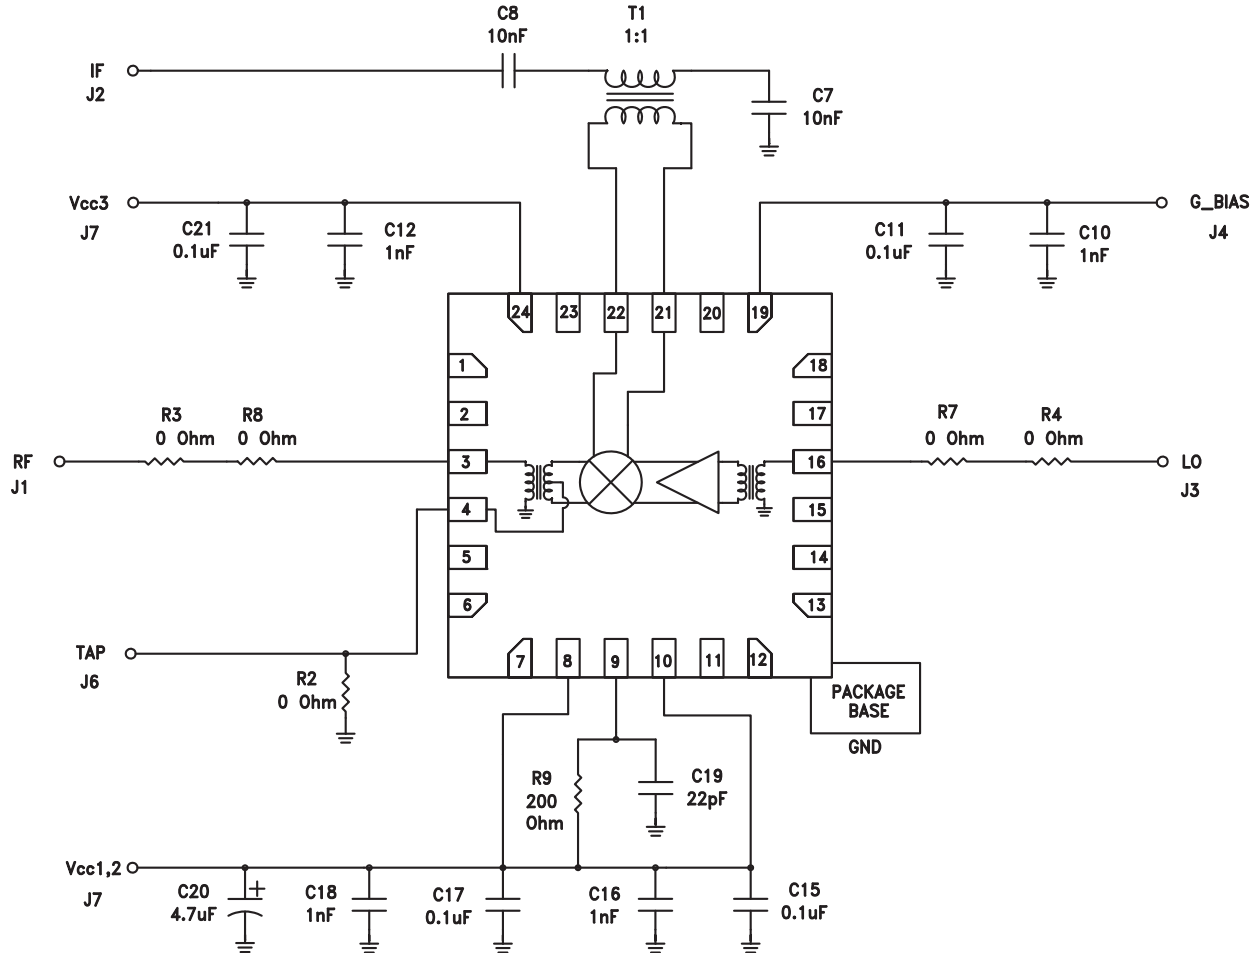 C8
10nF
T1
1:1
IF
J2
C7
10nF
Vcc3
J7
C21
0.1uF
C12
1nF
C11
0.1uF
C10
1nF
G_BIAS
J4
24
23
22
21
20
19
1
18
2
17
R3
0 Ohm
R8
0 Ohm
R7
0 Ohm
R4
0 Ohm
RF
J1
3
16
LO
J3
4
15
5
14
6
13
TAP
J6
R2
0 Ohm
7
8
9
10
11
12
PACKAGE
BASE
GND
R9
200
Ohm
C19
22pF
Vcc1,2
J7
C20
4.7uF
+
C18
1nF
C17
0.1uF
C16
1nF
C15
0.1uF